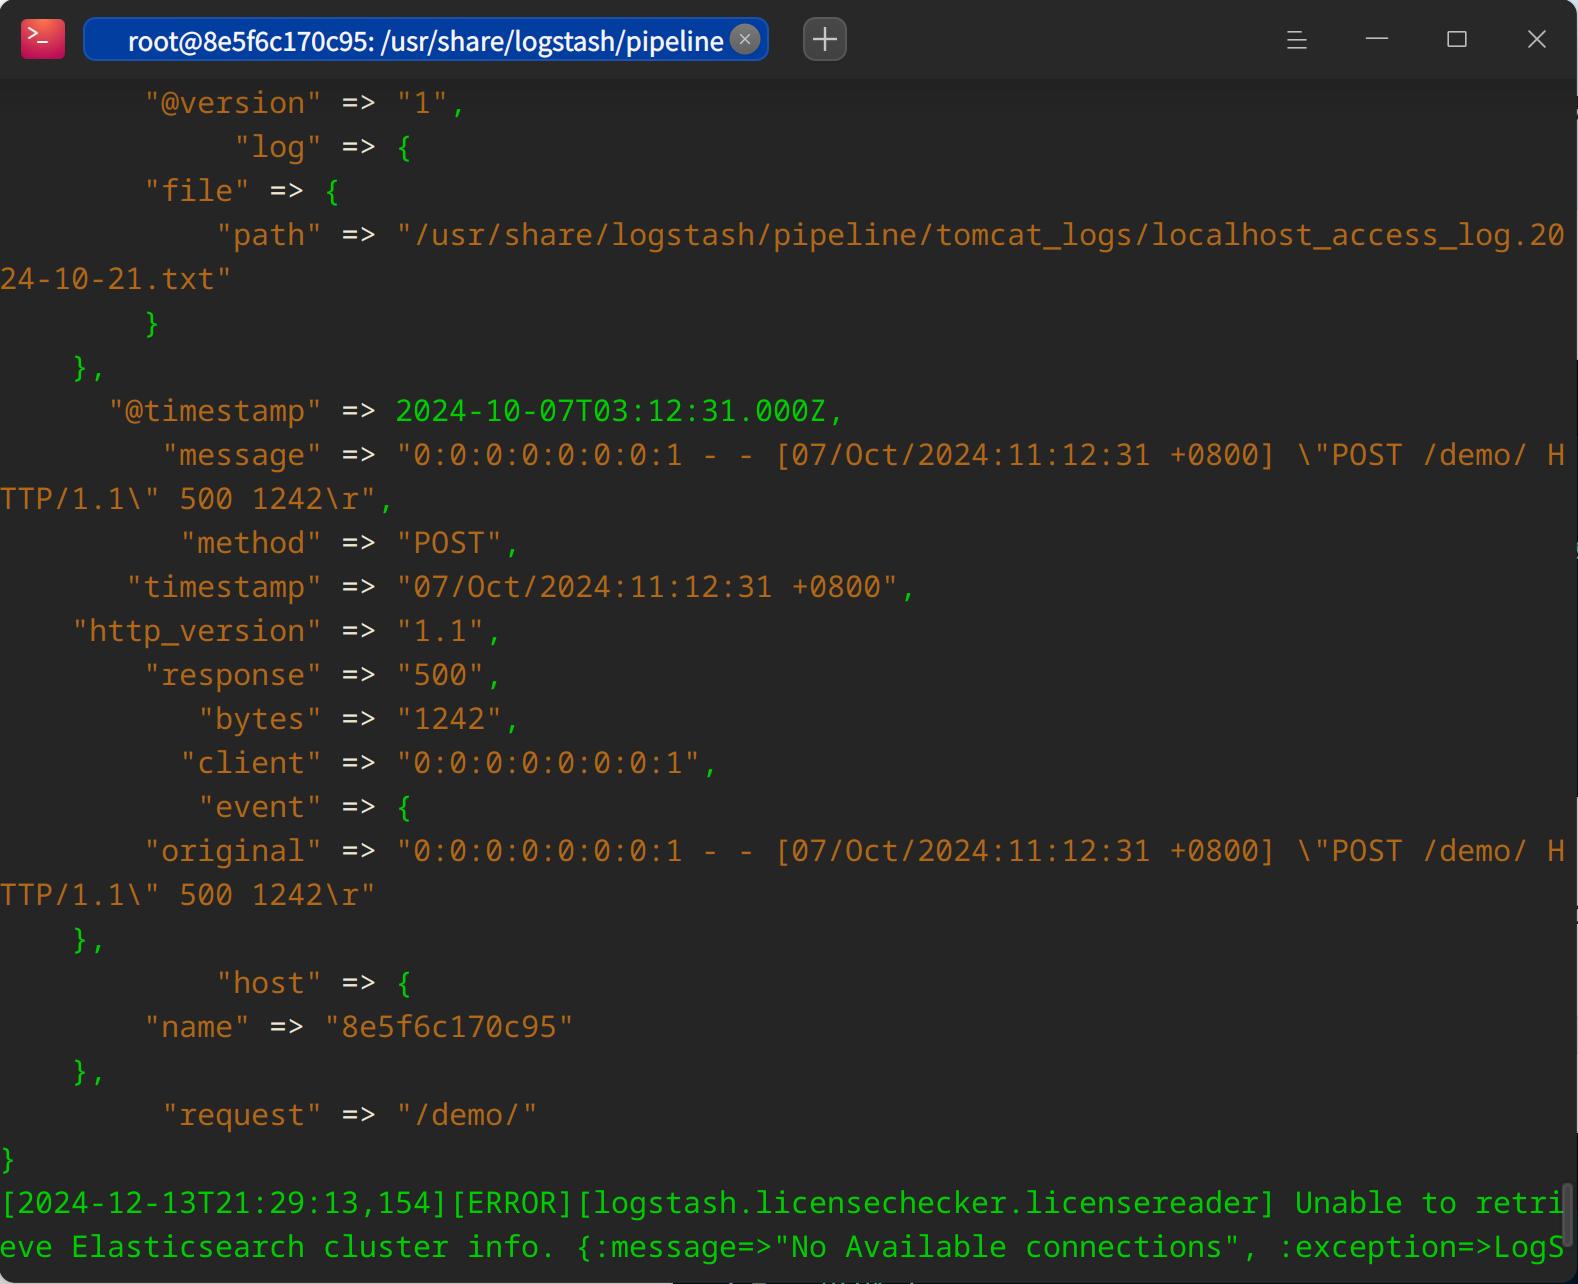 root@8e5f6c170c95: /usr/share/logstash/pipeline
"@version" => "1",
"log" => {
"file" => {
"path" => "/usr/share/logstash/pipeline/tomcat_logs/localhost_access_log.20
24-10-21.txt"
}
},
"@timestamp" => 2024-10-07T03:12:31.000Z,
"message" => "0:0:0:0:0:0:0:1 - - [07/Oct/2024:11:12:31 +0800] \"POST /demo/ H
TTP/1.1\" 500 1242\r",
"method" => "POST",
"timestamp" => "07/Oct/2024:11:12:31 +0800",
"http_version" => "1.1",
"response" => "500",
"bytes" => "1242",
"client" => "0:0:0:0:0:0:0:1",
"event" => {
"original" => "0:0:0:0:0:0:0:1 - - [07/Oct/2024:11:12:31 +0800] \"POST /demo/ H
TTP/1.1\" 500 1242\r"
},
"host" => {
"name" => "8e5f6c170c95"
},
"request" => "/demo/"
}
[2024-12-13T21:29:13,154][ERROR][logstash.licensechecker.licensereader] Unable to retri
eve Elasticsearch cluster info. {:message=>"No Available connections", :exception=>LogS